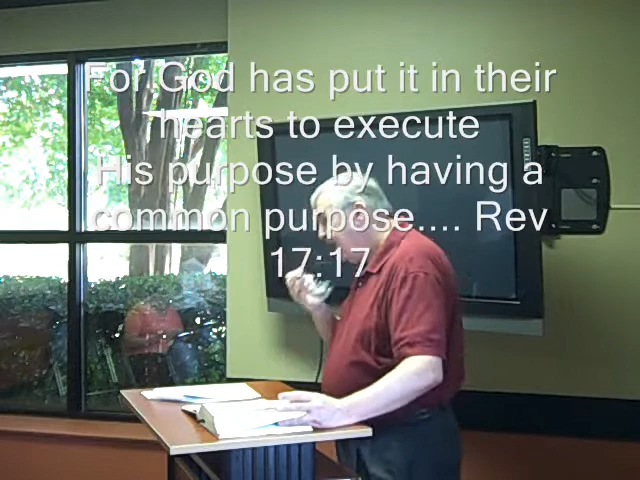 For God has put it in their
hearts to execute
His purpose by having a
common purpose.... Rev
17:17